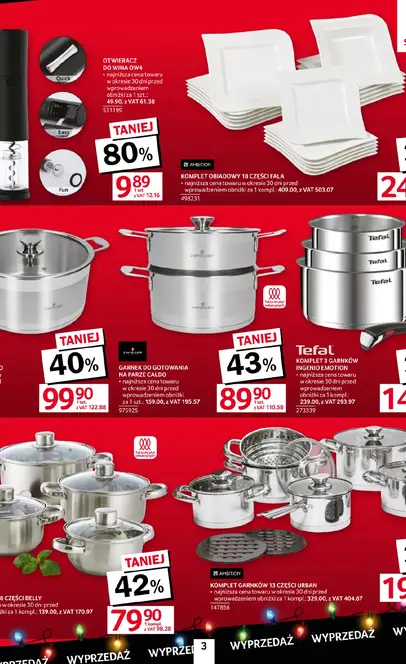 S
Quick
Easy
Fun
OTWIERACZ
DO WINA OW4
• najniższa cena towaru
w okresie 30 dni przed
wprowadzeniem
obniżki za 1 szt.:
49.90, z VAT 61.38
531199
TANIEJ
80%
9 89
1 szt.
z VAT 12.16
AMBITION
KOMPLET OBIADOWY 18 CZĘŚCI FALA
• najniższa cena towaru w okresie 30 dni przed
wprowadzeniem obniżki za 1 kompl.: 409.00, z VAT 503.07
498231
24
TANIEJ
40%
99 90
z VAT 122.88
ZWIEGER
GARNEK DO GOTOWANIA
NA PARZE CALDO
• najniższa cena towaru
w okresie 30 dni przed
wprowadzeniem obniżki
za 1 szt.: 159.00, z VAT 195.57
975925
TANIEJ
43%
89 90
z VAT 110.58
Tefal
Tefal
KOMPLET 3 GARNKÓW
INGENIO EMOTION
• najniższa cena towaru
w okresie 30 dni przed
wprowadzeniem
obniżki za 1 kompl.:
239.00, z VAT 293.97
273339
14
8 CZĘŚCI BELLY
w okresie 30 dni przed
za 1 kompl.: 139.00, z VAT 170.97
TANIEJ
42%
79 90
z VAT 98.28
AMBITION
KOMPLET GARNKÓW 13 CZĘŚCI URBAN
• najniższa cena towaru w okresie 30 dni przed
wprowadzeniem obniżki za 1 kompl.: 329.00, z VAT 404.67
147856
1
3
WYPRZEDAŻ WYPRZEDAŻ WYPRZEDAŻ WYPRZEDAŻ WYPRZEDAŻ